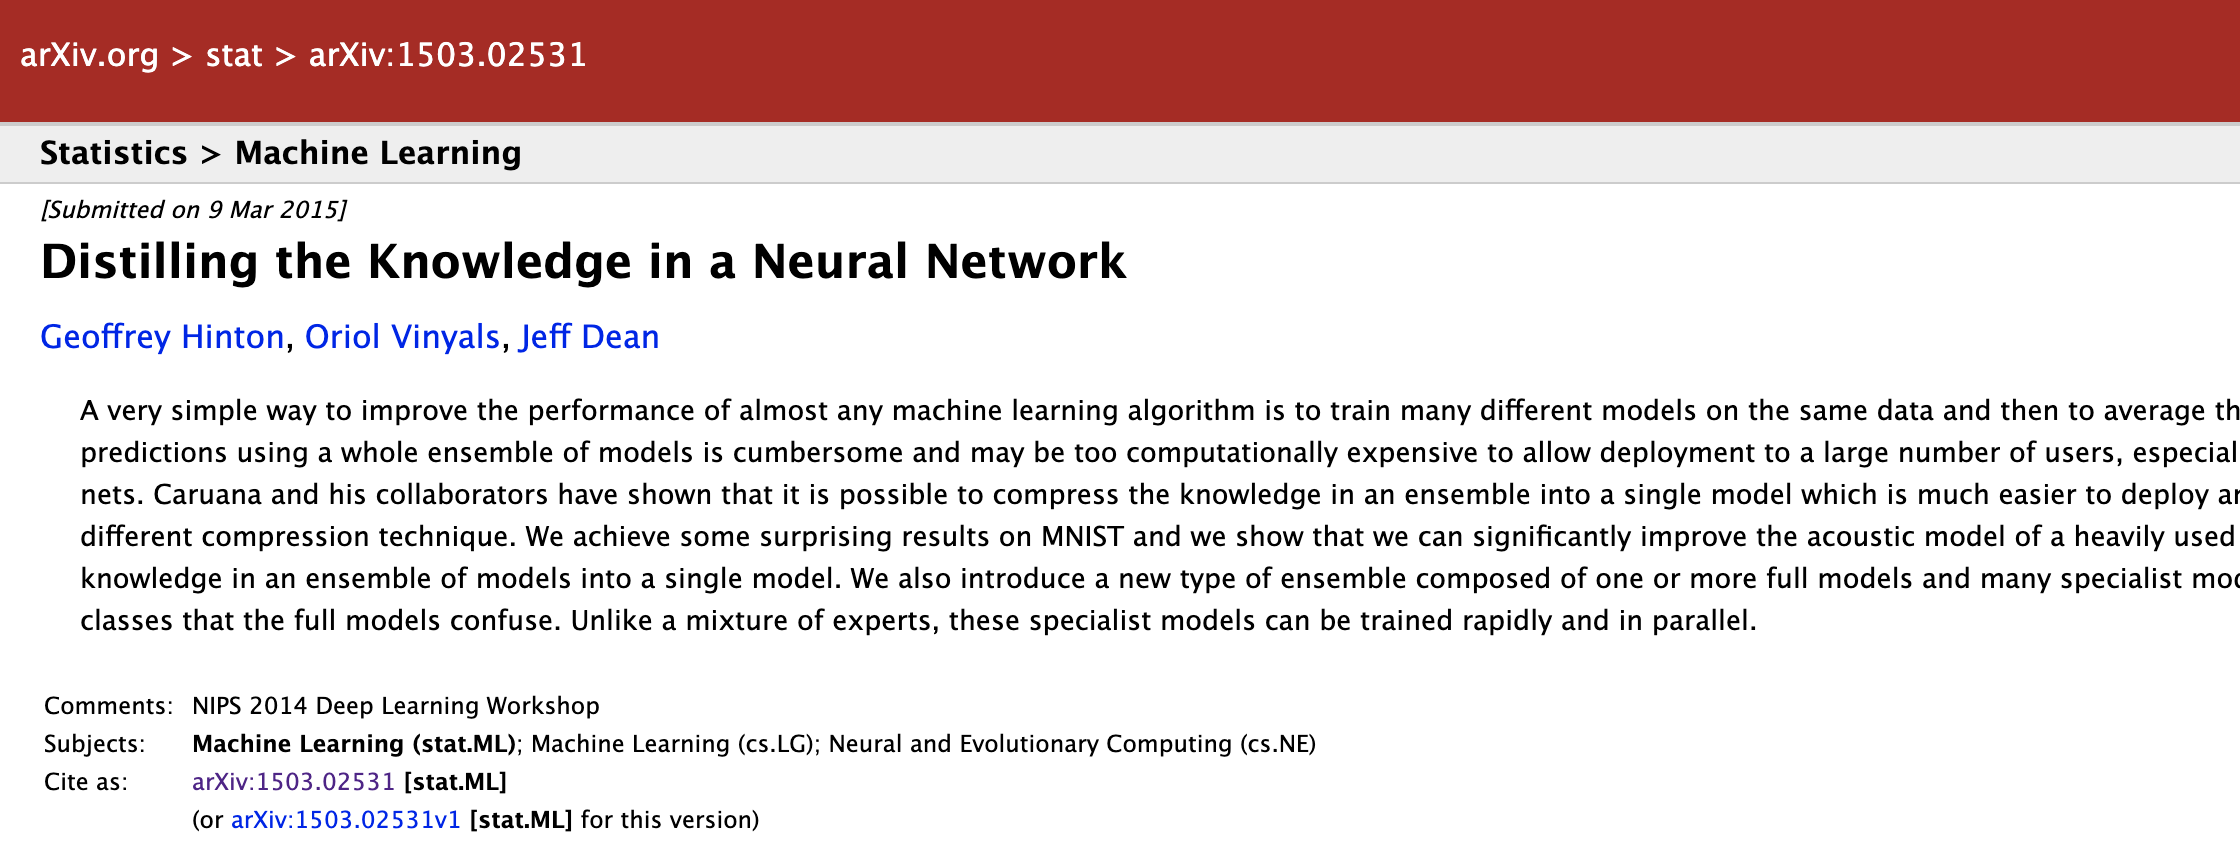 arXiv.org > stat > arXiv:1503.02531
Statistics > Machine Learning
[Submitted on 9 Mar 2015]
Distilling the Knowledge in a Neural Network
Geoffrey Hinton, Oriol Vinyals, Jeff Dean
A very simple way to improve the performance of almost any machine learning algorithm is to train many different models on the same data and then to average
predictions using a whole ensemble of models is cumbersome and may be too computationally expensive to allow deployment to a large number of users,
nets. Caruana and his collaborators have shown that it is possible to compress the knowledge in an ensemble into a single model which is much easier to deploy
different compression technique. We achieve some surprising results on MNIST and we show that we can significantly improve the acoustic model of a heavily used
knowledge in an ensemble of models into a single model. We also introduce a new type of ensemble composed of one or more full models and many specialist
classes that the full models confuse. Unlike a mixture of experts, these specialist models can be trained rapidly and in parallel.
Comments: NIPS 2014 Deep Learning Workshop
Subjects: Machine Learning (stat.ML); Machine Learning (cs.LG); Neural and Evolutionary Computing (cs.NE)
Cite as: arXiv:1503.02531 [stat.ML]
(or arXiv:1503.02531v1 [stat.ML] for this version)